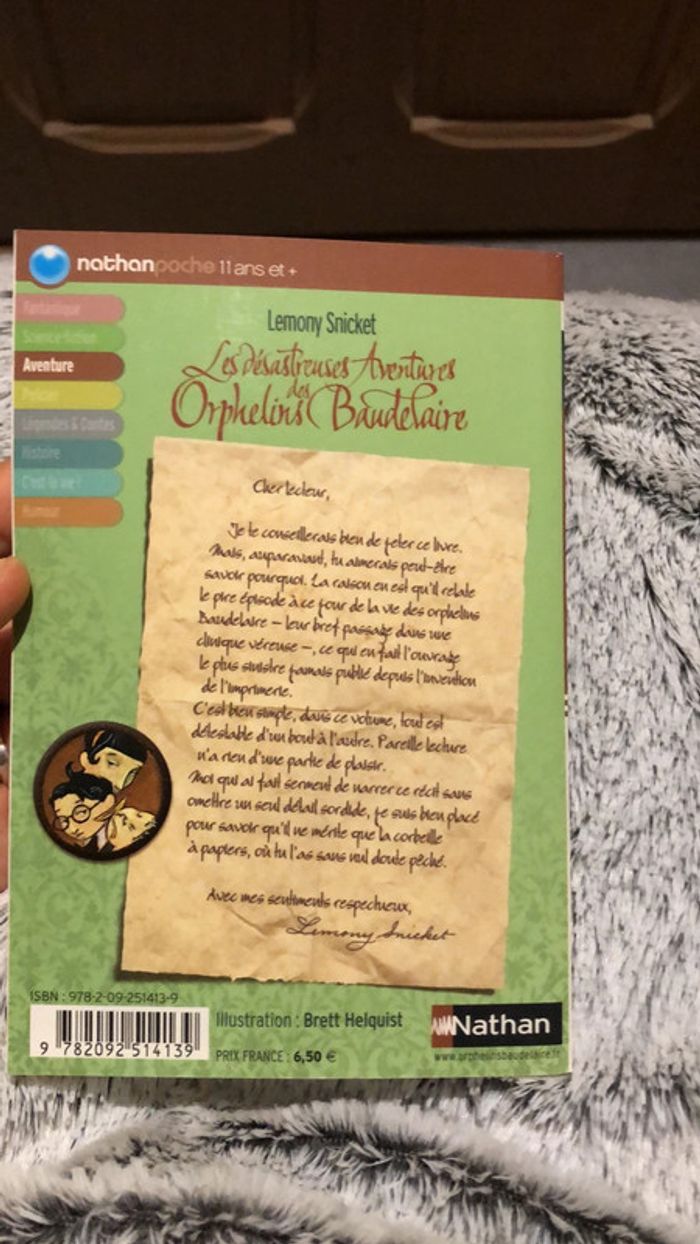 nathanpoche 11 ans et +
Fantastique
Science-fiction
Aventure
Policier
Légendes & Contes
Histoire
C'est la vie !
Humour
Lemony Snicket
Les désastreuses Aventures
des
Orphelins Baudelaire
Cher lecteur,
Je te conseillerais bien de jeter ce livre.
Mais, auparavant, tu aimerais peut-être
savoir pourquoi. La raison en est qu'il relate
le pire épisode à ce jour de la vie des orphelins
Baudelaire – leur bref passage dans une
clinique véreuse –, ce qui en fait l'ouvrage
le plus sinistre jamais publié depuis l'invention
de l'imprimerie.
C'est bien simple, dans ce volume, tout est
détestable d'un bout à l'autre. Pareille lecture
n'a rien d'une partie de plaisir.
Moi qui ai fait serment de narrer ce récit sans
omettre un seul détail sordide, je suis bien placé
pour savoir qu'il ne mérite que la corbeille
à papiers, où tu l'as sans nul doute pêché.
Avec mes sentiments respectueux,
Lemony Snicket
ISBN : 978-2-09-251413-9
9 782092 514139
Illustration : Brett Helquist
PRIX FRANCE : 6,50 €
Nathan
www.orphelinsbaudelaire.fr